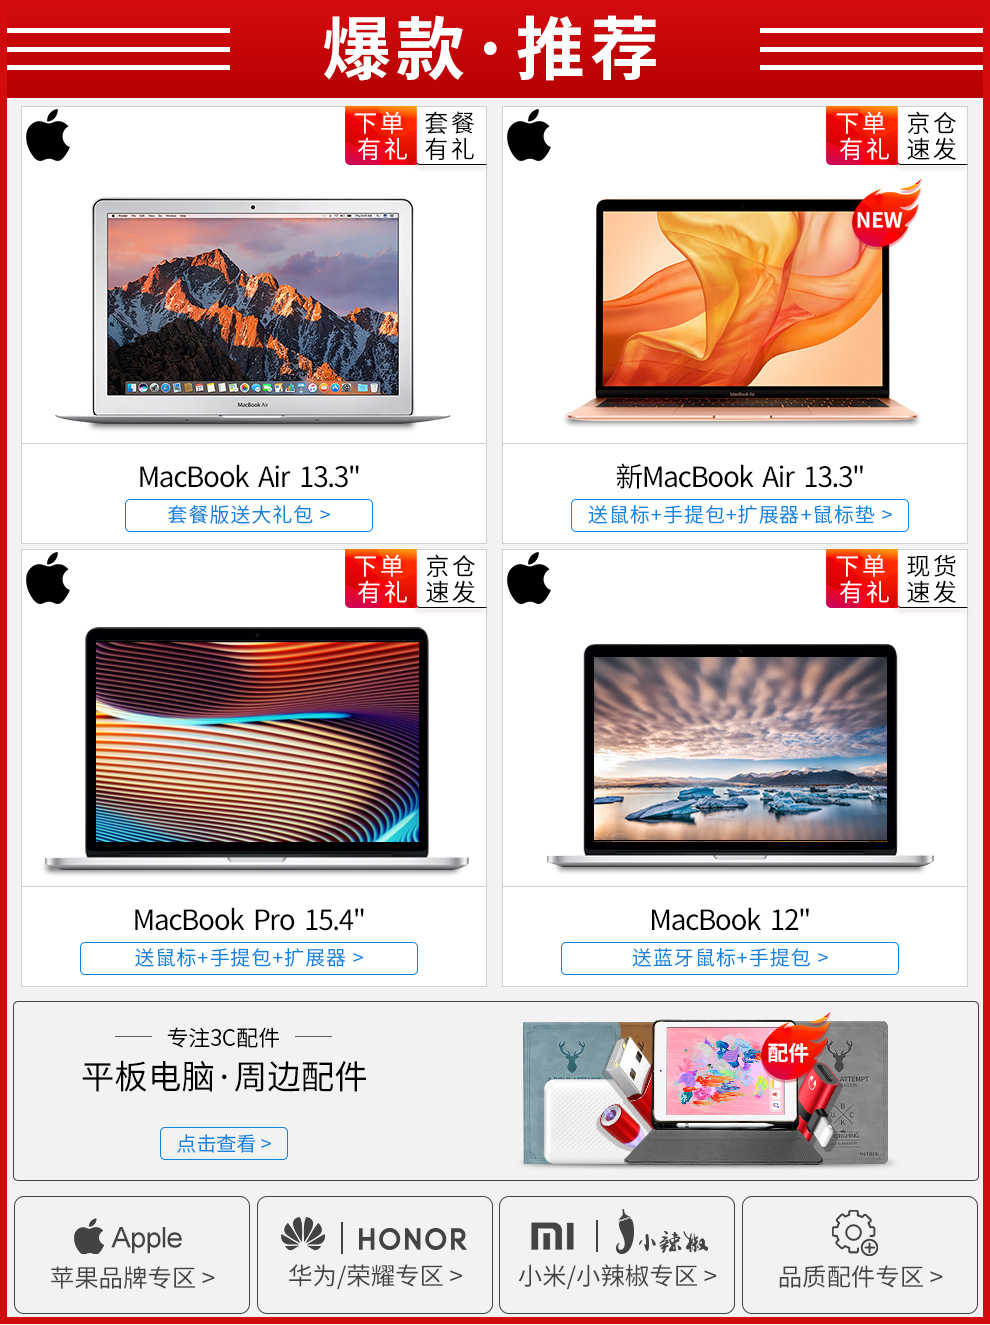 爆款·推荐
下单有礼
套餐有礼
MacBook Air
MacBook Air 13.3"
套餐版送大礼包 >
下单有礼
京仓速发
NEW
MacBook Air
新MacBook Air 13.3"
送鼠标+手提包+扩展器+鼠标垫 >
下单有礼
京仓速发
MacBook Pro 15.4"
送鼠标+手提包+扩展器 >
下单有礼
现货速发
MacBook 12"
送蓝牙鼠标+手提包 >
专注3C配件
平板电脑·周边配件
点击查看 >
配件
ATTEMPT
Apple
苹果品牌专区 >
HONOR
华为/荣耀专区 >
MI
小辣椒
小米/小辣椒专区 >
品质配件专区 >